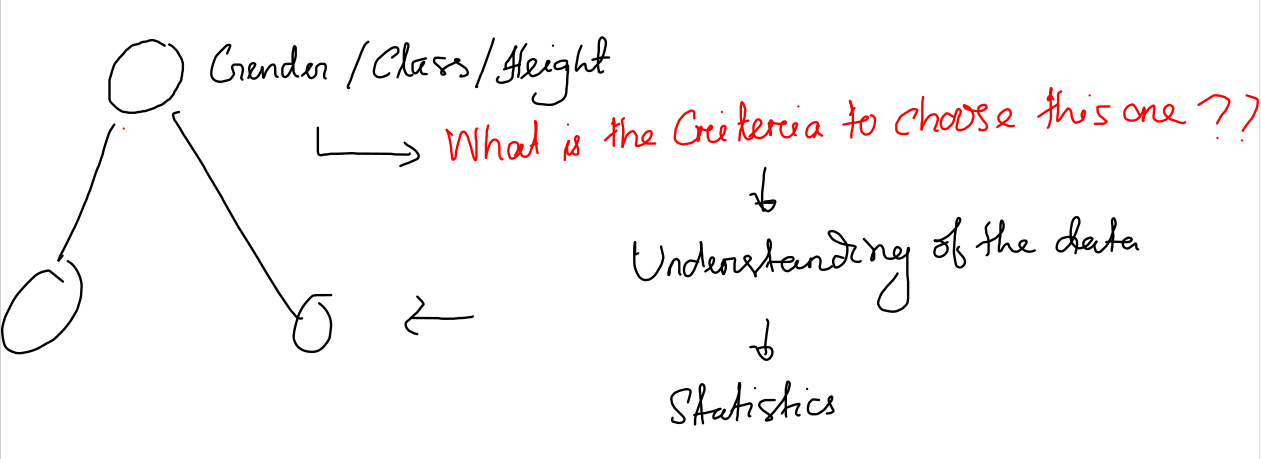 Gender / Class / Height
What is the Criteria to choose this one ??
Understanding of the data
Statistics